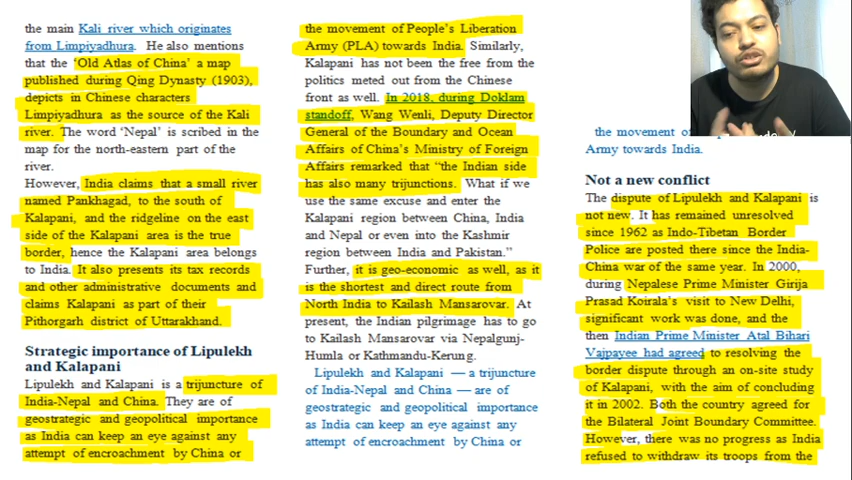 the main Kali river which originates
from Limpiyadhura. He also mentions
that the ‘Old Atlas of China’ a map
published during Qing Dynasty (1903),
depicts in Chinese characters
Limpiyadhura as the source of the Kali
river. The word ‘Nepal’ is scribed in the
map for the north-eastern part of the
river.
However, India claims that a small river
named Pankhagad, to the south of
Kalapani, and the ridgeline on the east
side of the Kalapani area is the true
border, hence the Kalapani area belongs
to India. It also presents its tax records
and other administrative documents and
claims Kalapani as part of their
Pithorgarh district of Uttarakhand.
Strategic importance of Lipulekh
and Kalapani
Lipulekh and Kalapani is a trijuncture of
India-Nepal and China. They are of
geostrategic and geopolitical importance
as India can keep an eye against any
attempt of encroachment by China or
the movement of People’s Liberation
Army (PLA) towards India. Similarly,
Kalapani has not been the free from the
politics meted out from the Chinese
front as well. In 2018, during Doklam
standoff, Wang Wenli, Deputy Director
General of the Boundary and Ocean
Affairs of China’s Ministry of Foreign
Affairs remarked that “the Indian side
has also many trijunctions. What if we
use the same excuse and enter the
Kalapani region between China, India
and Nepal or even into the Kashmir
region between India and Pakistan.”
Further, it is geo-economic as well, as it
is the shortest and direct route from
North India to Kailash Mansarovar. At
present, the Indian pilgrimage has to go
to Kailash Mansarovar via Nepalgunj-
Humla or Kathmandu-Kerung.
Lipulekh and Kalapani — a trijuncture
of India-Nepal and China — are of
geostrategic and geopolitical importance
as India can keep an eye against any
attempt of encroachment by China or
the movement of
Army towards India.
Not a new conflict
The dispute of Lipulekh and Kalapani is
not new. It has remained unresolved
since 1962 as Indo-Tibetan Border
Police are posted there since the India-
China war of the same year. In 2000,
during Nepalese Prime Minister Girija
Prasad Koirala’s visit to New Delhi,
significant work was done, and the
then Indian Prime Minister Atal Bihari
Vajpayee had agreed to resolving the
border dispute through an on-site study
of Kalapani, with the aim of concluding
it in 2002. Both the country agreed for
the Bilateral Joint Boundary Committee.
However, there was no progress as India
refused to withdraw its troops from the